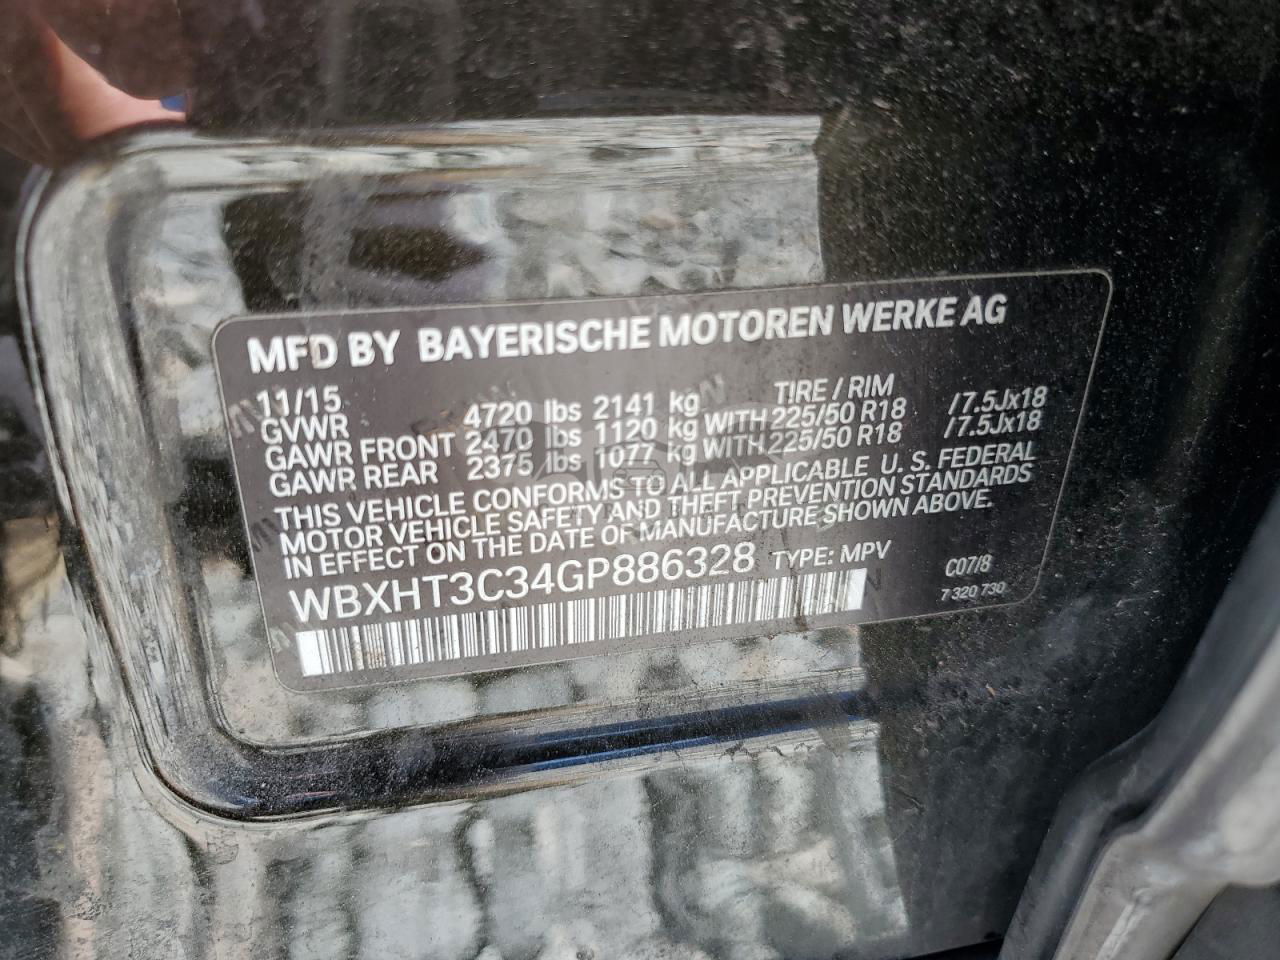 MFD BY BAYERISCHE MOTOREN WERKE AG
11/15 TIRE / RIM
GVWR 4720 lbs 2141 kg
GAWR FRONT 2470 lbs 1120 kg WITH 225/50 R18 /7.5Jx18
GAWR REAR 2375 lbs 1077 kg WITH 225/50 R18 /7.5Jx18
THIS VEHICLE CONFORMS TO ALL APPLICABLE U. S. FEDERAL
MOTOR VEHICLE SAFETY AND THEFT PREVENTION STANDARDS
IN EFFECT ON THE DATE OF MANUFACTURE SHOWN ABOVE.
WBXHT3C34GP886328 TYPE: MPV C07/8
7 320 730